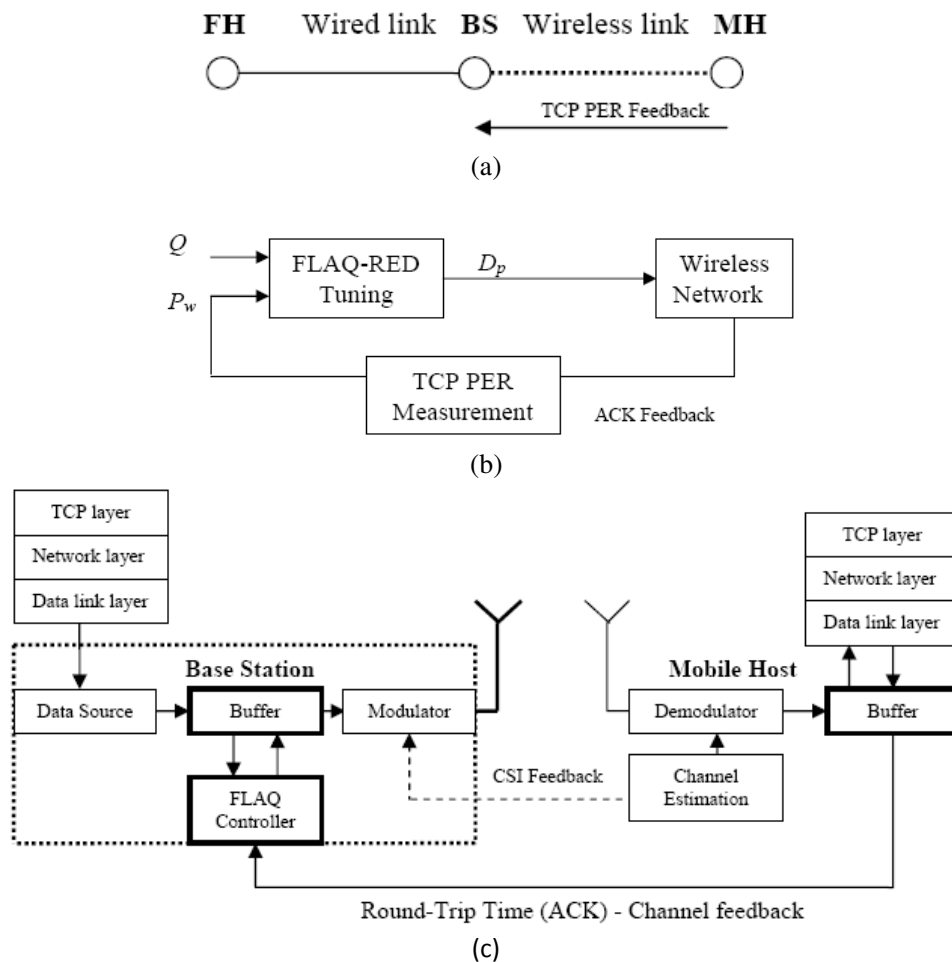 FH Wired link BS Wireless link MH
TCP PER Feedback
(a)
Q
P_w
FLAQ-RED
Tuning
D_p
Wireless
Network
TCP PER
Measurement
ACK Feedback
(b)
TCP layer
Network layer
Data link layer
TCP layer
Network layer
Data link layer
Base Station
Mobile Host
Data Source
Buffer
Modulator
Demodulator
Buffer
FLAQ
Controller
CSI Feedback
Channel
Estimation
Round-Trip Time (ACK) - Channel feedback
(c)